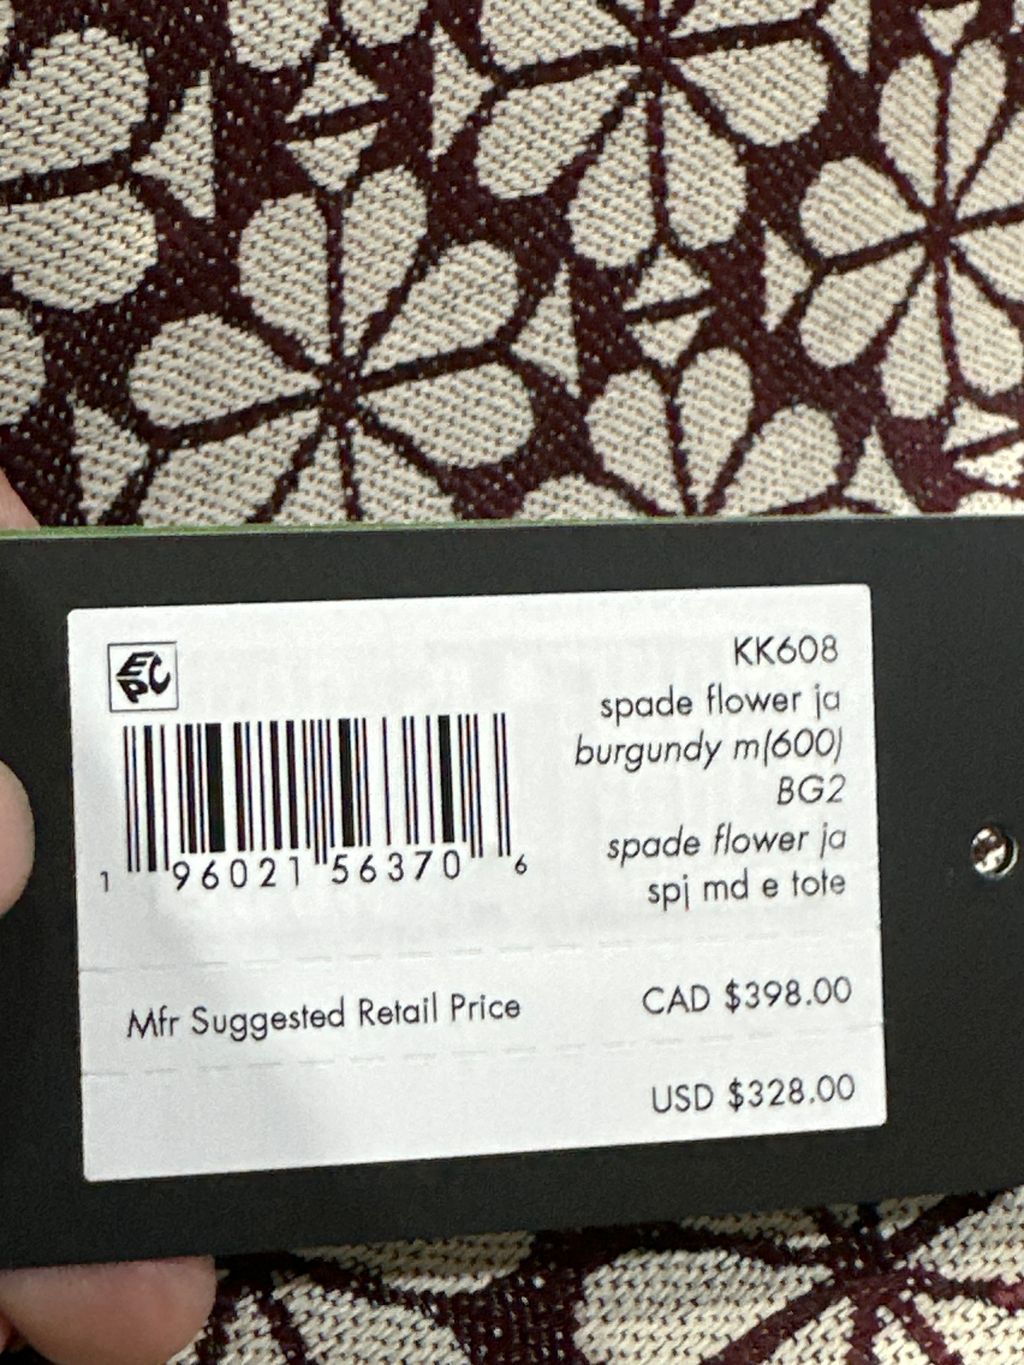 EPC
KK608
spade flower ja
burgundy m(600)
BG2
spade flower ja
spj md e tote
1 96021 56370 6
Mfr Suggested Retail Price
CAD $398.00
USD $328.00